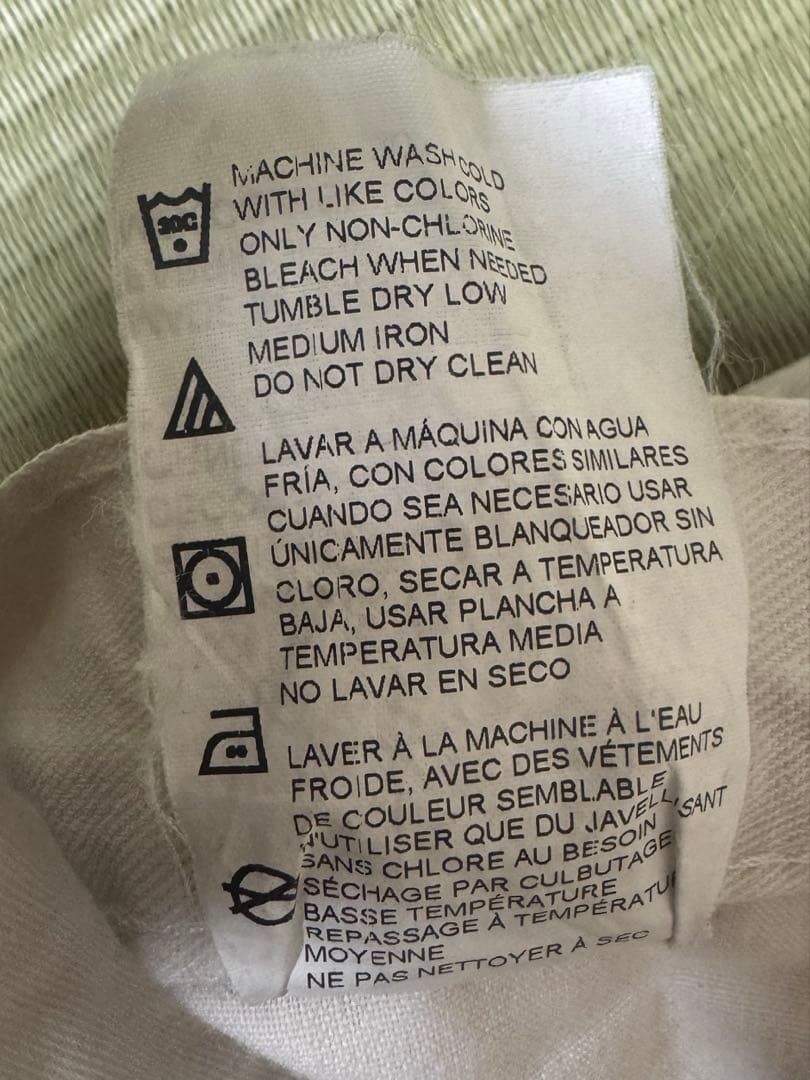 30C
MACHINE WASH COLD
WITH LIKE COLORS
ONLY NON-CHLORINE
BLEACH WHEN NEEDED
TUMBLE DRY LOW
MEDIUM IRON
DO NOT DRY CLEAN
LAVAR A MÁQUINA CON AGUA
FRÍA, CON COLORES SIMILARES
CUANDO SEA NECESARIO USAR
ÚNICAMENTE BLANQUEADOR SIN
CLORO, SECAR A TEMPERATURA
BAJA, USAR PLANCHA A
TEMPERATURA MEDIA
NO LAVAR EN SECO
LAVER À LA MACHINE À L'EAU
FROIDE, AVEC DES VÉTEMENTS
DE COULEUR SEMBLABLE
N'UTILISER QUE DU JAVELLISANT
SANS CHLORE AU BESOIN
SÉCHAGE PAR CULBUTAGE
BASSE TEMPÉRATURE
REPASSAGE À TEMPÉRATU
MOYENNE
NE PAS NETTOYER À SEC